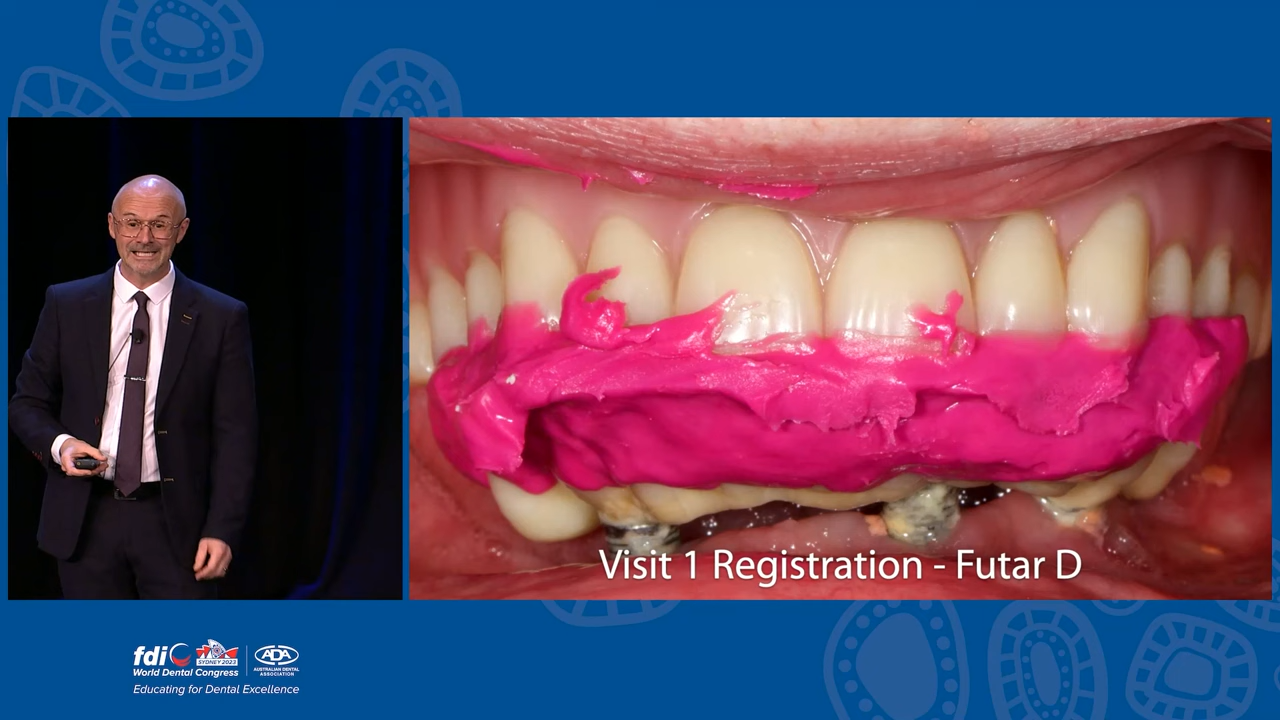 Visit 1 Registration - Futar D
fdi
SYDNEY 2023
World Dental Congress
ADA
AUSTRALIAN DENTAL
ASSOCIATION
Educating for Dental Excellence